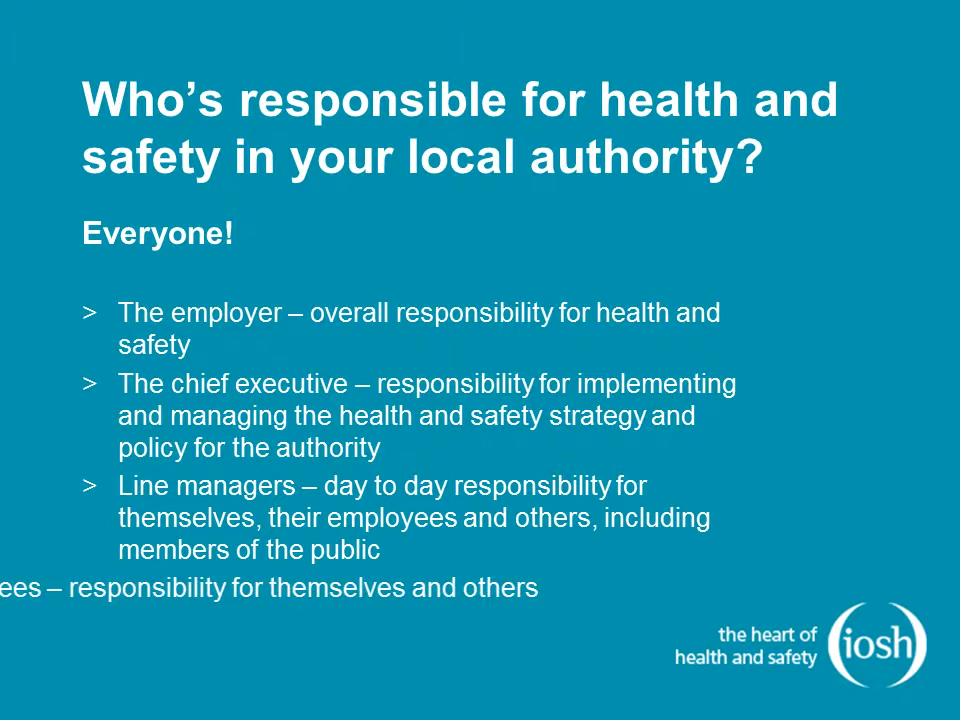 Who’s responsible for health and
safety in your local authority?
Everyone!
> The employer – overall responsibility for health and
safety
> The chief executive – responsibility for implementing
and managing the health and safety strategy and
policy for the authority
> Line managers – day to day responsibility for
themselves, their employees and others, including
members of the public
ees – responsibility for themselves and others
the heart of
health and safety
iosh